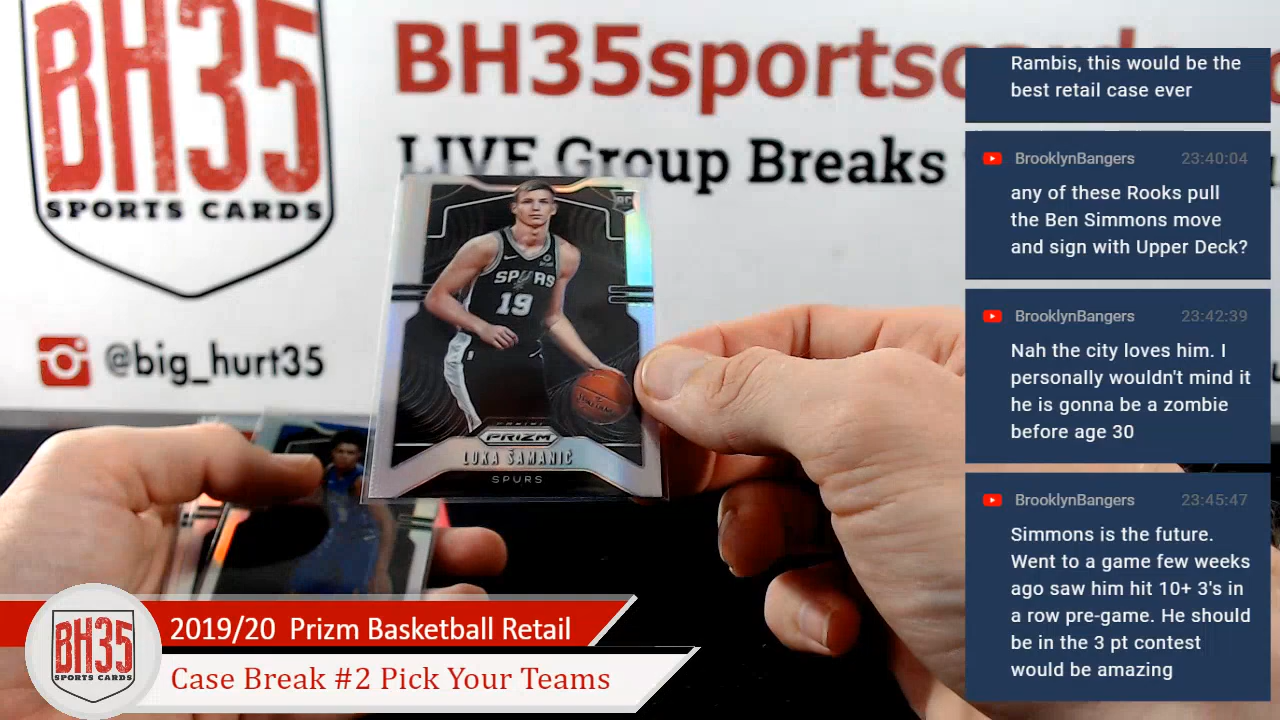 BH35
SPORTS CARDS
BH35sportscards
LIVE Group Breaks
@big_hurt35
RC
SPURS
19
PANINI
PRIZM
LUKA ŠAMANIĆ
SPURS
BH35
SPORTS CARDS
2019/20 Prizm Basketball Retail
Case Break #2 Pick Your Teams
Rambis, this would be the
best retail case ever
BrooklynBangers 23:40:04
any of these Rooks pull
the Ben Simmons move
and sign with Upper Deck?
BrooklynBangers 23:42:39
Nah the city loves him. I
personally wouldn't mind it
he is gonna be a zombie
before age 30
BrooklynBangers 23:45:47
Simmons is the future.
Went to a game few weeks
ago saw him hit 10+ 3's in
a row pre-game. He should
be in the 3 pt contest
would be amazing